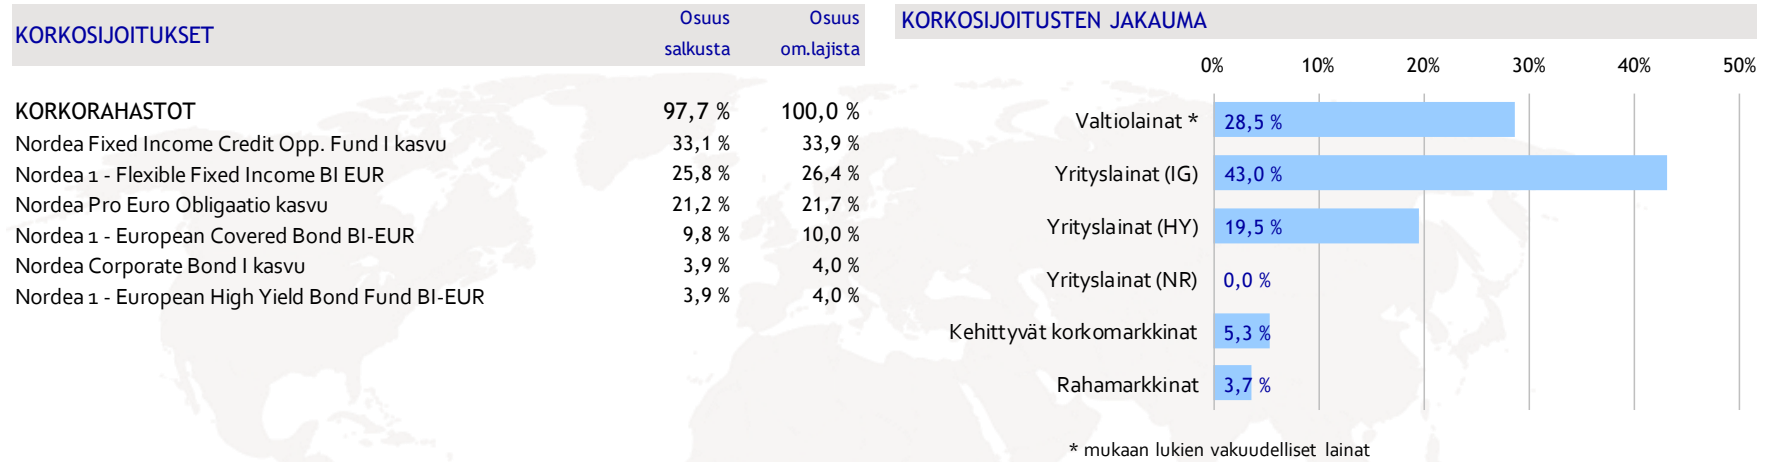 KORKOSIJOITUKSET
Osuus salkusta
Osuus om.lajista
KORKORAHASTOT 97,7 % 100,0 %
Nordea Fixed Income Credit Opp. Fund I kasvu 33,1 % 33,9 %
Nordea 1 - Flexible Fixed Income BI EUR 25,8 % 26,4 %
Nordea Pro Euro Obligaatio kasvu 21,2 % 21,7 %
Nordea 1 - European Covered Bond BI-EUR 9,8 % 10,0 %
Nordea Corporate Bond I kasvu 3,9 % 4,0 %
Nordea 1 - European High Yield Bond Fund BI-EUR 3,9 % 4,0 %
KORKOSIJOITUSTEN JAKAUMA
0% 10% 20% 30% 40% 50%
Valtiolainat * 28,5 %
Yrityslainat (IG) 43,0 %
Yrityslainat (HY) 19,5 %
Yrityslainat (NR) 0,0 %
Kehittyvät korkomarkkinat 5,3 %
Rahamarkkinat 3,7 %
* mukaan lukien vakuudelliset lainat